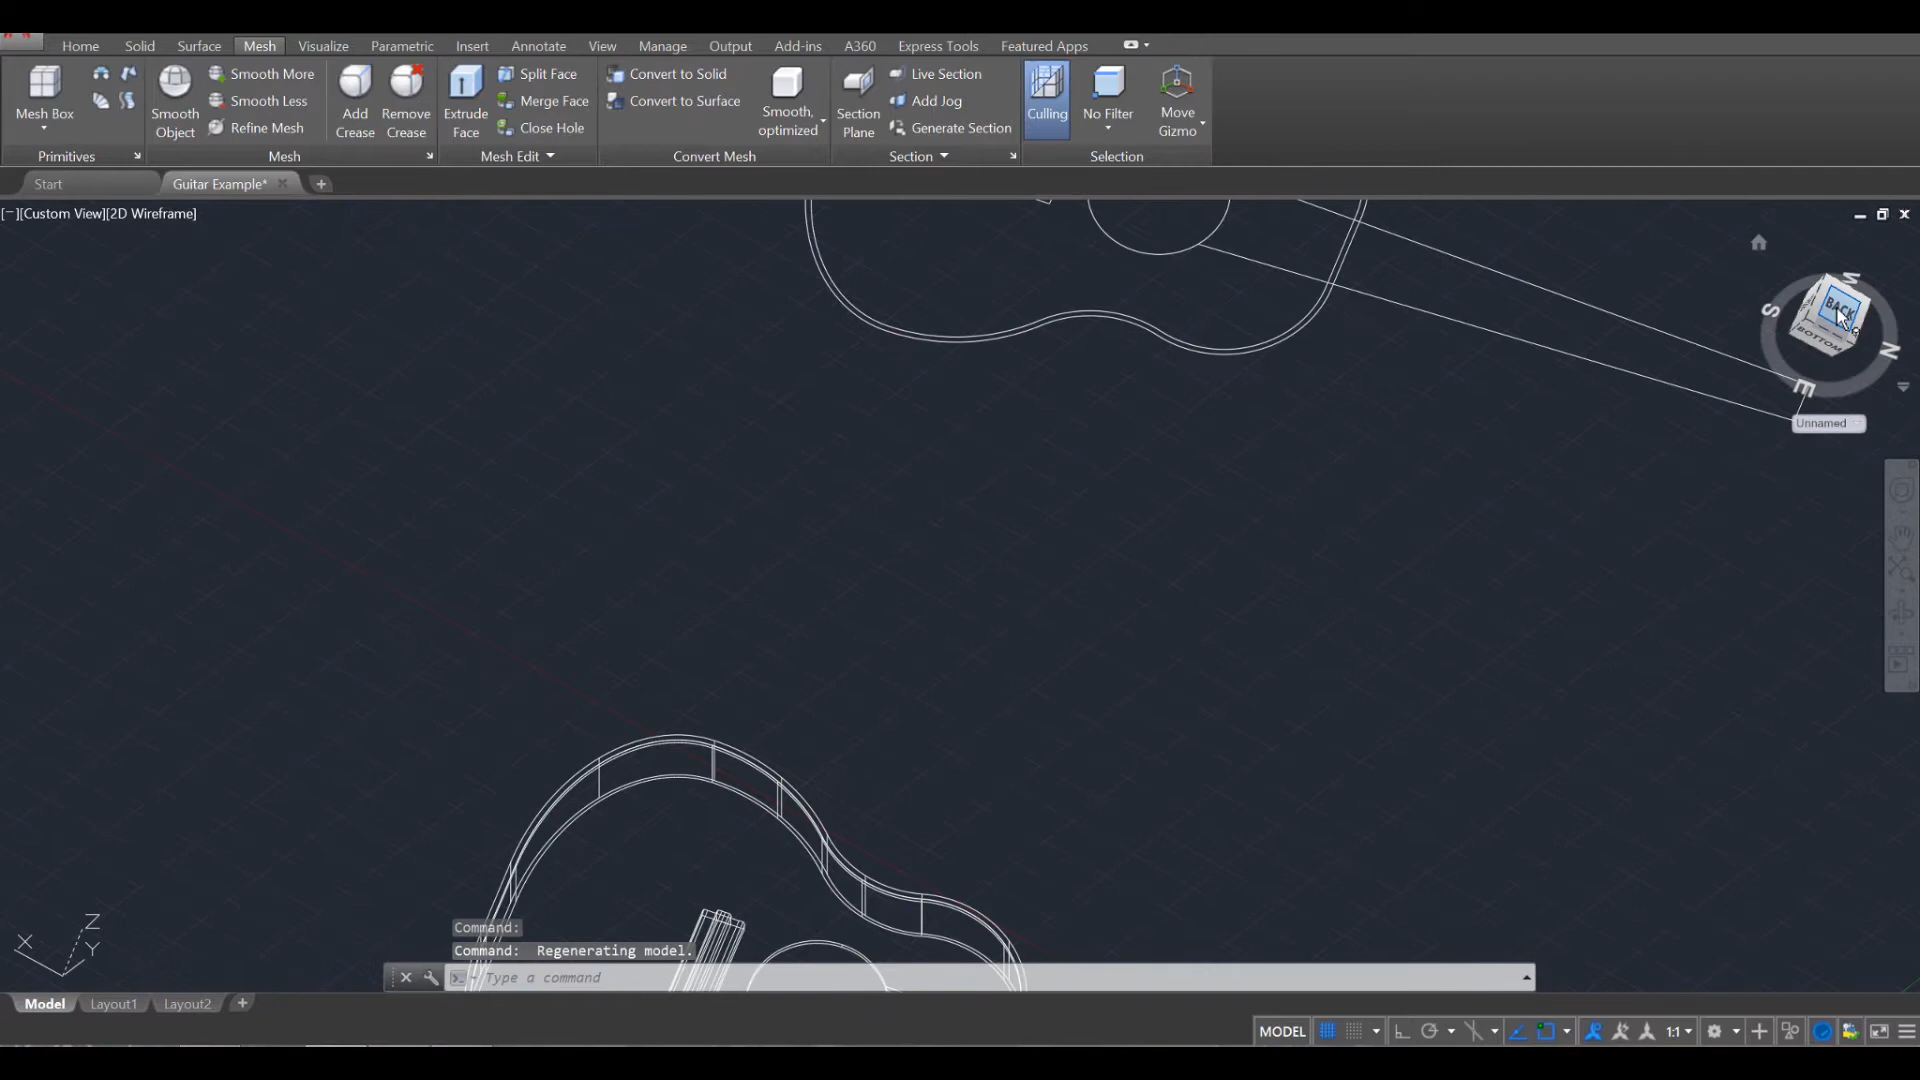 Home Solid Surface Mesh Visualize Parametric Insert Annotate View Manage Output Add-ins A360 Express Tools Featured Apps
Mesh Box
Smooth Object
Smooth More
Smooth Less
Refine Mesh
Add Crease
Remove Crease
Extrude Face
Split Face
Merge Face
Close Hole
Convert to Solid
Convert to Surface
Smooth, optimized
Section Plane
Live Section
Add Jog
Generate Section
Culling
No Filter
Move Gizmo
Primitives Mesh Mesh Edit Convert Mesh Section Selection
Start Guitar Example*
[−][Custom View][2D Wireframe]
W
S
BACK
BOTTOM
N
E
Unnamed
Z
X
Y
Command:
Command: Regenerating model.
Type a command
Model Layout1 Layout2
MODEL 1:1